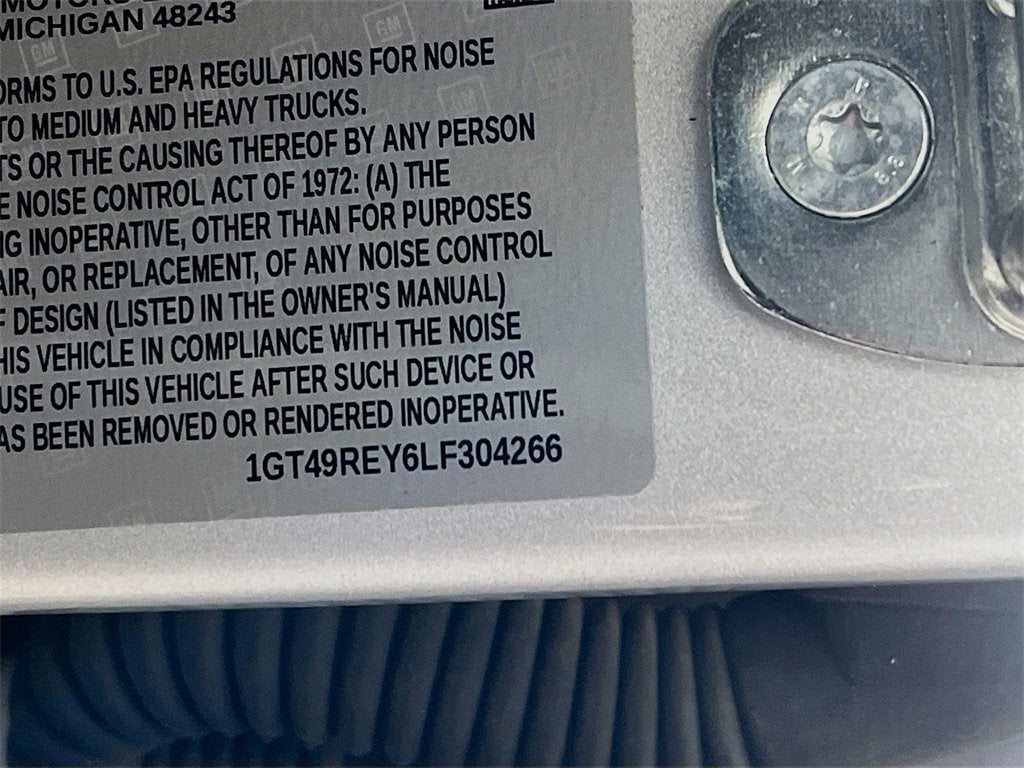 MICHIGAN 48243
ORMS TO U.S. EPA REGULATIONS FOR NOISE
TO MEDIUM AND HEAVY TRUCKS.
TS OR THE CAUSING THEREOF BY ANY PERSON
E NOISE CONTROL ACT OF 1972: (A) THE
NG INOPERATIVE, OTHER THAN FOR PURPOSES
AIR, OR REPLACEMENT, OF ANY NOISE CONTROL
F DESIGN (LISTED IN THE OWNER'S MANUAL)
HIS VEHICLE IN COMPLIANCE WITH THE NOISE
USE OF THIS VEHICLE AFTER SUCH DEVICE OR
AS BEEN REMOVED OR RENDERED INOPERATIVE.
1GT49REY6LF304266